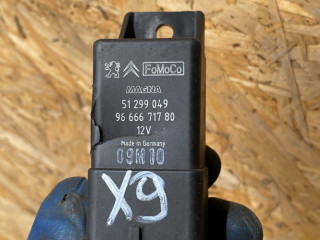 FoMoCo
MAGNA
51 299 049
96 666 717 80
12V
Made in Germany
09M10
X9